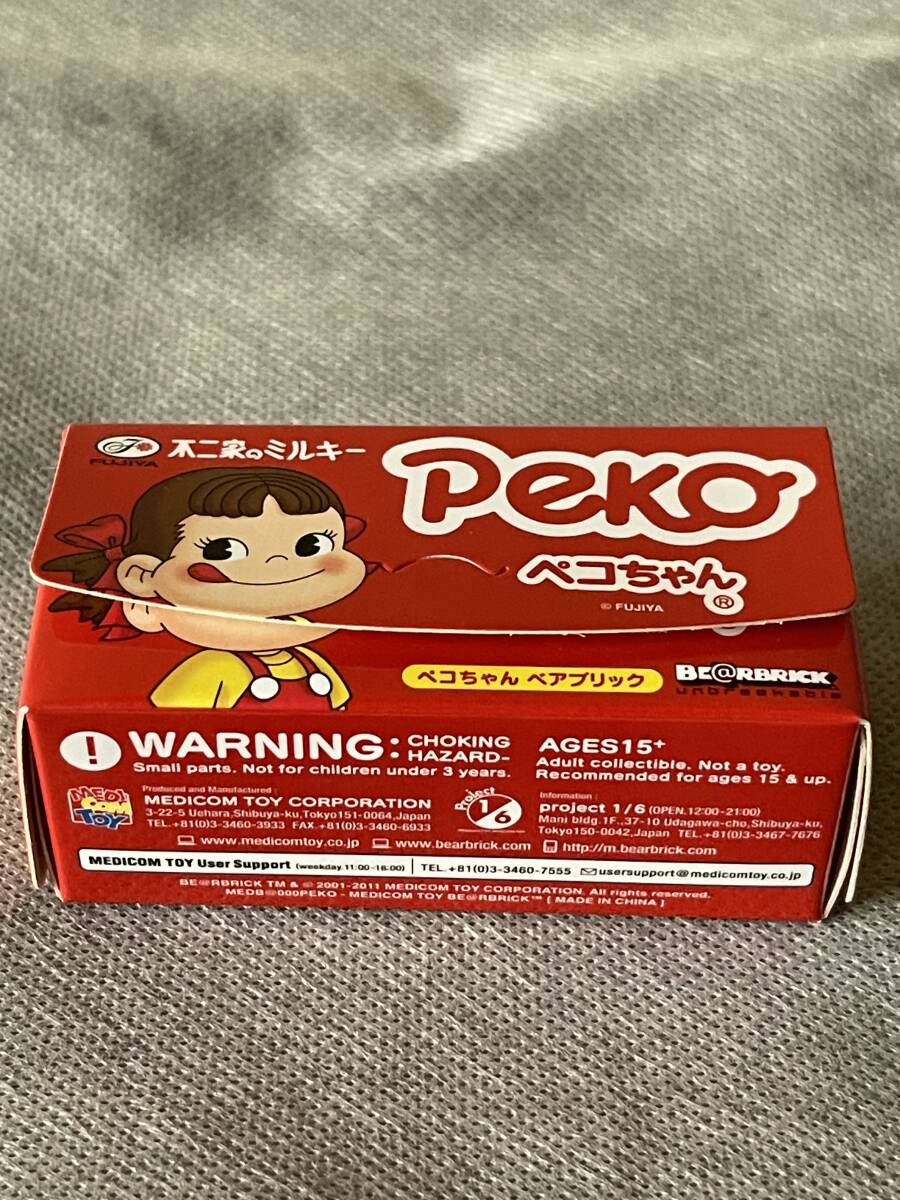 FUJIYA
不二家のミルキー
Peko
ペコちゃん®
© FUJIYA
ペコちゃん ベアブリック
BE@RBRICK
unbreakable
! WARNING: CHOKING HAZARD-
Small parts. Not for children under 3 years.
AGES15+
Adult collectible. Not a toy.
Recommended for ages 15 & up.
MEDI COM TOY
Produced and Manufactured :
MEDICOM TOY CORPORATION
3-22-5 Uehara,Shibuya-ku,Tokyo151-0064,Japan
TEL.+81(0)3-3460-3933 FAX.+81(0)3-3460-6933
Project 1/6
Information :
project 1/6 (OPEN.12:00-21:00)
Mani bldg.1F.,37-10 Udagawa-cho,Shibuya-ku,
Tokyo150-0042,Japan TEL.+81(0)3-3467-7676
www.medicomtoy.co.jp www.bearbrick.com http://m.bearbrick.com
MEDICOM TOY User Support (weekday.11:00-18:00) TEL.+81(0)3-3460-7555 usersupport@medicomtoy.co.jp
BE@RBRICK TM & © 2001-2011 MEDICOM TOY CORPORATION. All rights reserved.
MEDB@000PEKO - MEDICOM TOY BE@RBRICK™ [ MADE IN CHINA ]